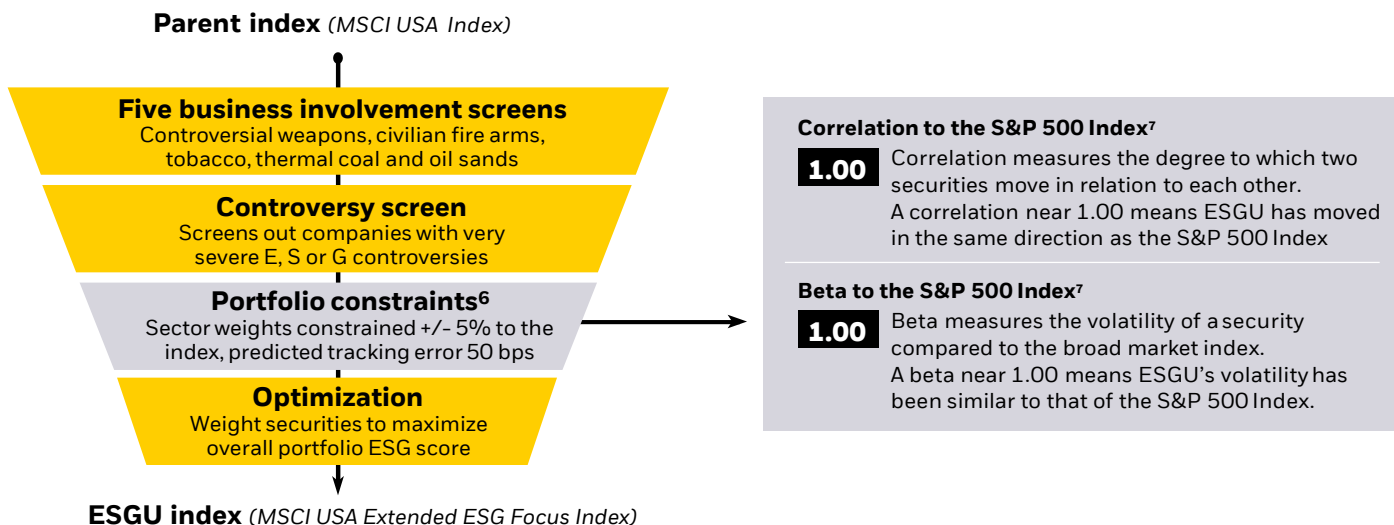 Parent index (MSCI USA Index)
Five business involvement screens
Controversial weapons, civilian fire arms,
tobacco, thermal coal and oil sands
Controversy screen
Screens out companies with very
severe E, S or G controversies
Portfolio constraints⁶
Sector weights constrained +/- 5% to the
index, predicted tracking error 50 bps
Optimization
Weight securities to maximize
overall portfolio ESG score
ESGU index (MSCI USA Extended ESG Focus Index)
Correlation to the S&P 500 Index⁷
1.00
Correlation measures the degree to which two
securities move in relation to each other.
A correlation near 1.00 means ESGU has moved
in the same direction as the S&P 500 Index
Beta to the S&P 500 Index⁷
1.00
Beta measures the volatility of a security
compared to the broad market index.
A beta near 1.00 means ESGU’s volatility has
been similar to that of the S&P 500 Index.